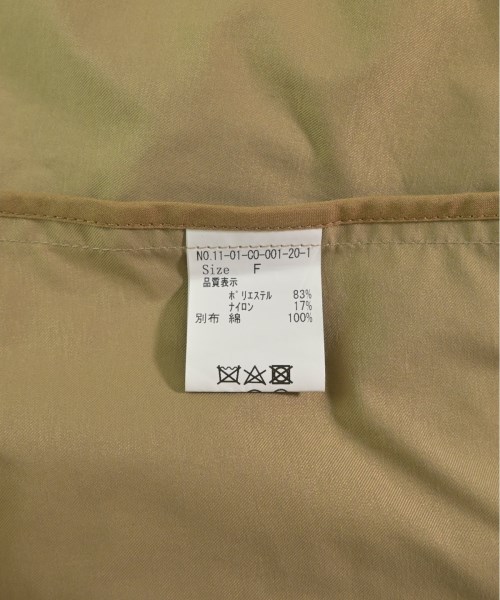 NO.11-01-CO-001-20-1
Size F
品質表示
ﾎﾟﾘｴｽﾃﾙ 83%
ﾅｲﾛﾝ 17%
別布 綿 100%